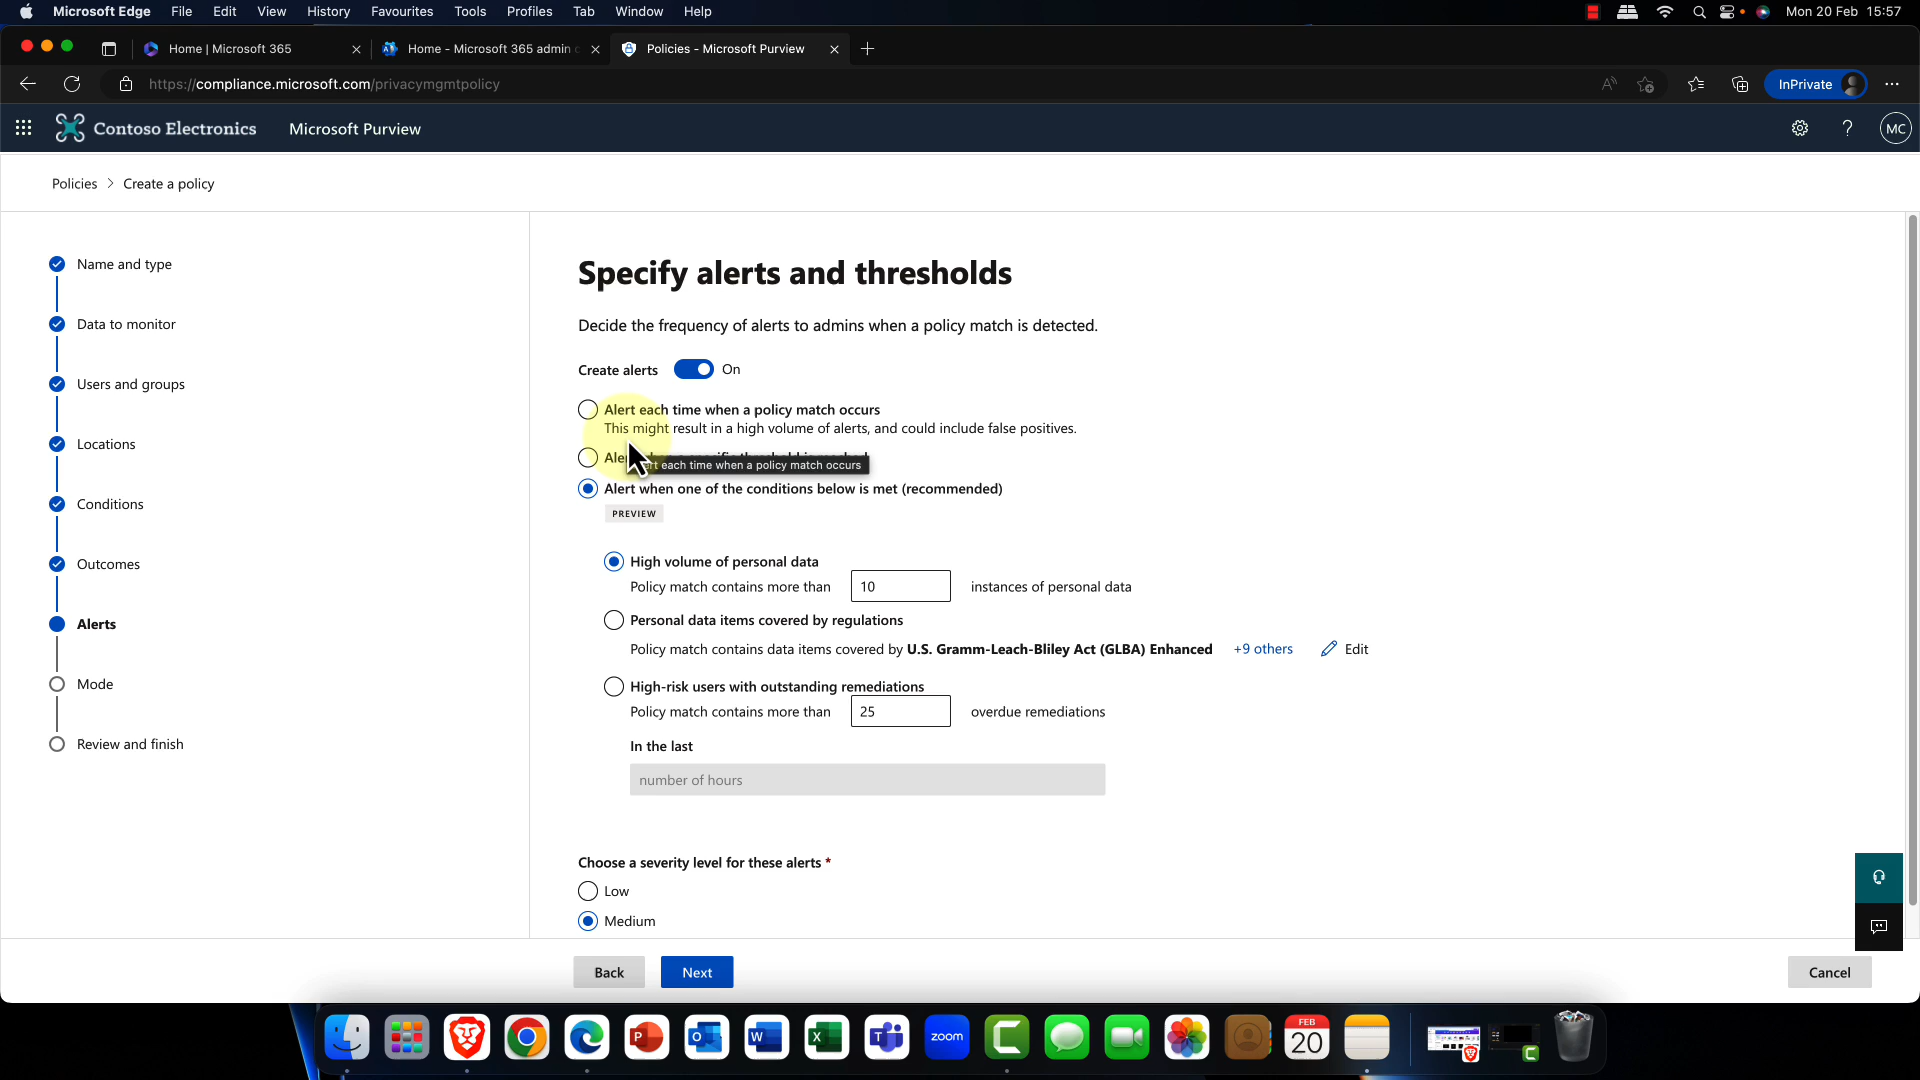 Microsoft Edge File Edit View History Favourites Tools Profiles Tab Window Help Mon 20 Feb 15:57
Home | Microsoft 365
Home - Microsoft 365 admin
Policies - Microsoft Purview
https://compliance.microsoft.com/privacymgmtpolicy
InPrivate
Contoso Electronics Microsoft Purview
MC
Policies > Create a policy
Name and type
Data to monitor
Users and groups
Locations
Conditions
Outcomes
Alerts
Mode
Review and finish
Specify alerts and thresholds
Decide the frequency of alerts to admins when a policy match is detected.
Create alerts On
Alert each time when a policy match occurs
This might result in a high volume of alerts, and could include false positives.
each time when a policy match occurs
Alert when one of the conditions below is met (recommended)
PREVIEW
High volume of personal data
Policy match contains more than 10 instances of personal data
Personal data items covered by regulations
Policy match contains data items covered by U.S. Gramm-Leach-Bliley Act (GLBA) Enhanced +9 others Edit
High-risk users with outstanding remediations
Policy match contains more than 25 overdue remediations
In the last
number of hours
Choose a severity level for these alerts *
Low
Medium
Back Next Cancel
zoom
FEB
20